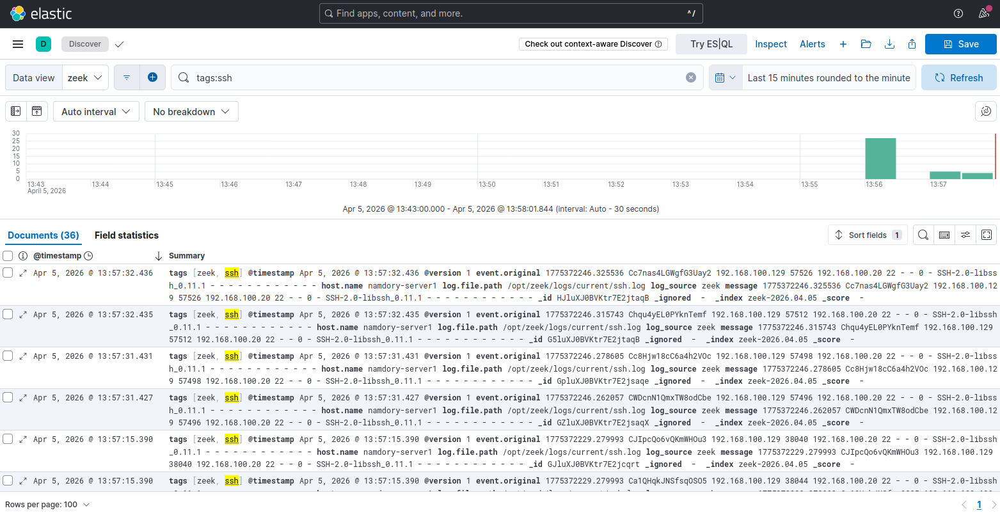 elastic
Find apps, content, and more.
^/
D
Discover
Check out context-aware Discover
Try ES|QL
Inspect
Alerts
Save
Data view
zeek
tags:ssh
Last 15 minutes rounded to the minute
Refresh
Auto interval
No breakdown
30
25
20
15
10
5
0
13:43 13:44 13:45 13:46 13:47 13:48 13:49 13:50 13:51 13:52 13:53 13:54 13:55 13:56 13:57
April 5, 2026
Apr 5, 2026 @ 13:43:00.000 - Apr 5, 2026 @ 13:58:01.844 (interval: Auto - 30 seconds)
Documents (36)
Field statistics
Sort fields 1
@timestamp
Summary
Apr 5, 2026 @ 13:57:32.436 tags [zeek, ssh] @timestamp Apr 5, 2026 @ 13:57:32.436 @version 1 event.original 1775372246.325536 Cc7nas4LGWgfG3Uay2 192.168.100.129 57526 192.168.100.20 22 - - 0 - SSH-2.0-libss
h_0.11.1 - - - - - - - - - - - - host.name namdory-server1 log.file.path /opt/zeek/logs/current/ssh.log log_source zeek message 1775372246.325536 Cc7nas4LGWgfG3Uay2 192.168.100.12
9 57526 192.168.100.20 22 - - 0 - SSH-2.0-libssh_0.11.1 - - - - - - - - - - - - _id HJluXJ0BVKtr7E2jtaqB _ignored - _index zeek-2026.04.05 _score -
Apr 5, 2026 @ 13:57:32.435 tags [zeek, ssh] @timestamp Apr 5, 2026 @ 13:57:32.435 @version 1 event.original 1775372246.315743 Chqu4yEL0PYknTemf 192.168.100.129 57512 192.168.100.20 22 - - 0 - SSH-2.0-libssh
_0.11.1 - - - - - - - - - - - - host.name namdory-server1 log.file.path /opt/zeek/logs/current/ssh.log log_source zeek message 1775372246.315743 Chqu4yEL0PYknTemf 192.168.100.129
57512 192.168.100.20 22 - - 0 - SSH-2.0-libssh_0.11.1 - - - - - - - - - - - - _id G5luXJ0BVKtr7E2jtaqB _ignored - _index zeek-2026.04.05 _score -
Apr 5, 2026 @ 13:57:31.431 tags [zeek, ssh] @timestamp Apr 5, 2026 @ 13:57:31.431 @version 1 event.original 1775372246.278605 Cc8Hjw18cC6a4h2VOc 192.168.100.129 57498 192.168.100.20 22 - - 0 - SSH-2.0-libss
h_0.11.1 - - - - - - - - - - - - host.name namdory-server1 log.file.path /opt/zeek/logs/current/ssh.log log_source zeek message 1775372246.278605 Cc8Hjw18cC6a4h2VOc 192.168.100.12
9 57498 192.168.100.20 22 - - 0 - SSH-2.0-libssh_0.11.1 - - - - - - - - - - - - _id GpluXJ0BVKtr7E2jsaqe _ignored - _index zeek-2026.04.05 _score -
Apr 5, 2026 @ 13:57:31.427 tags [zeek, ssh] @timestamp Apr 5, 2026 @ 13:57:31.427 @version 1 event.original 1775372246.262057 CWDcnN1QmxTW8odCbe 192.168.100.129 57496 192.168.100.20 22 - - 0 - SSH-2.0-libss
h_0.11.1 - - - - - - - - - - - - host.name namdory-server1 log.file.path /opt/zeek/logs/current/ssh.log log_source zeek message 1775372246.262057 CWDcnN1QmxTW8odCbe 192.168.100.12
9 57496 192.168.100.20 22 - - 0 - SSH-2.0-libssh_0.11.1 - - - - - - - - - - - - _id GZluXJ0BVKtr7E2jsaqX _ignored - _index zeek-2026.04.05 _score -
Apr 5, 2026 @ 13:57:15.390 tags [zeek, ssh] @timestamp Apr 5, 2026 @ 13:57:15.390 @version 1 event.original 1775372229.279993 CJIpcQo6vQKmWHOu3 192.168.100.129 38040 192.168.100.20 22 - - 0 - SSH-2.0-libssh
_0.11.1 - - - - - - - - - - - - host.name namdory-server1 log.file.path /opt/zeek/logs/current/ssh.log log_source zeek message 1775372229.279993 CJIpcQo6vQKmWHOu3 192.168.100.129
38040 192.168.100.20 22 - - 0 - SSH-2.0-libssh_0.11.1 - - - - - - - - - - - - _id GJluXJ0BVKtr7E2jcqrt _ignored - _index zeek-2026.04.05 _score -
Apr 5, 2026 @ 13:57:15.390 tags [zeek, ssh] @timestamp Apr 5, 2026 @ 13:57:15.390 @version 1 event.original 1775372229.279993 Ca1QHqkJNSfsqOSO5 192.168.100.129 38044 192.168.100.20 22 - - 0 - SSH-2.0-libssh
Rows per page: 100
1